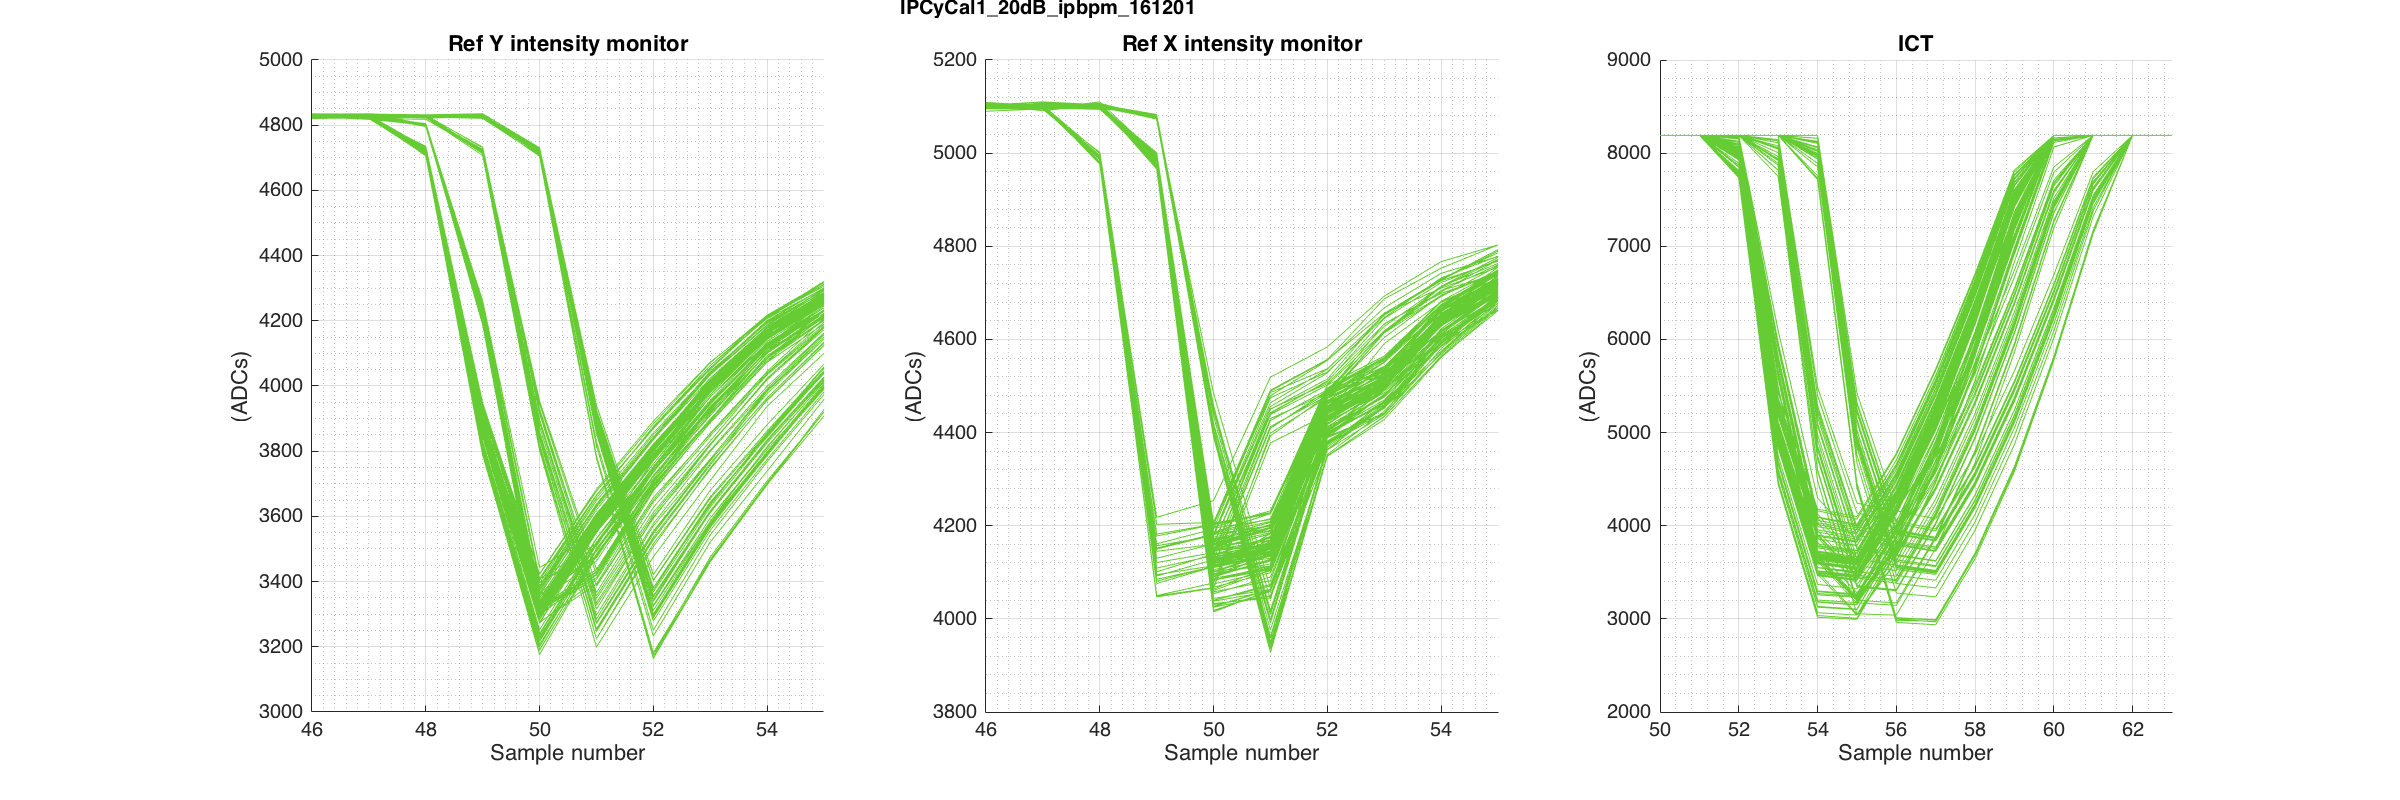 IPCyCal1_20dB_ipbpm_161201
Ref Y intensity monitor
5000
4800
4600
4400
4200
4000
3800
3600
3400
3200
3000
(ADCs)
46 48 50 52 54
Sample number
Ref X intensity monitor
5200
5000
4800
4600
4400
4200
4000
3800
(ADCs)
46 48 50 52 54
Sample number
ICT
9000
8000
7000
6000
5000
4000
3000
2000
(ADCs)
50 52 54 56 58 60 62
Sample number